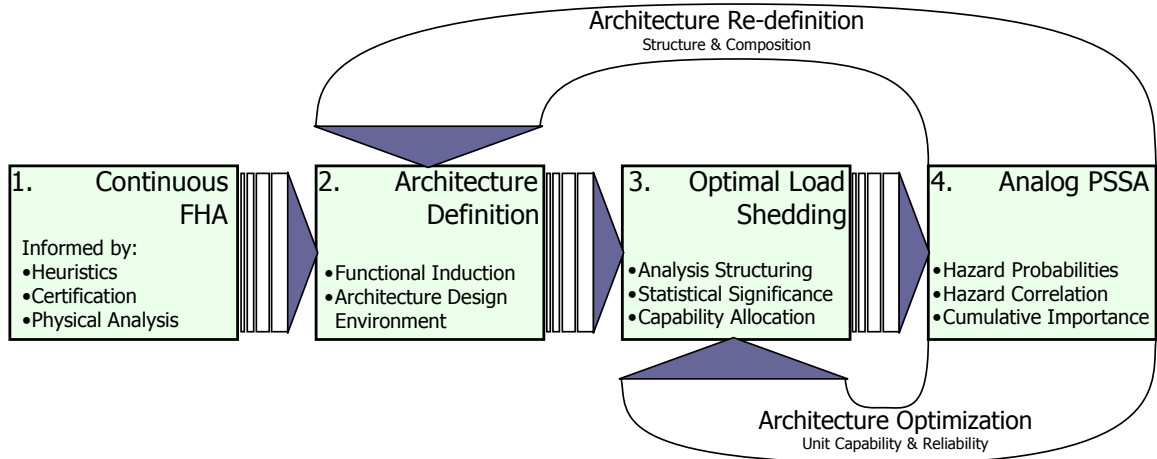 Architecture Re-definition
Structure & Composition
1. Continuous
FHA
Informed by:
•Heuristics
•Certification
•Physical Analysis
2. Architecture
Definition
•Functional Induction
•Architecture Design
Environment
3. Optimal Load
Shedding
•Analysis Structuring
•Statistical Significance
•Capability Allocation
4. Analog PSSA
•Hazard Probabilities
•Hazard Correlation
•Cumulative Importance
Architecture Optimization
Unit Capability & Reliability